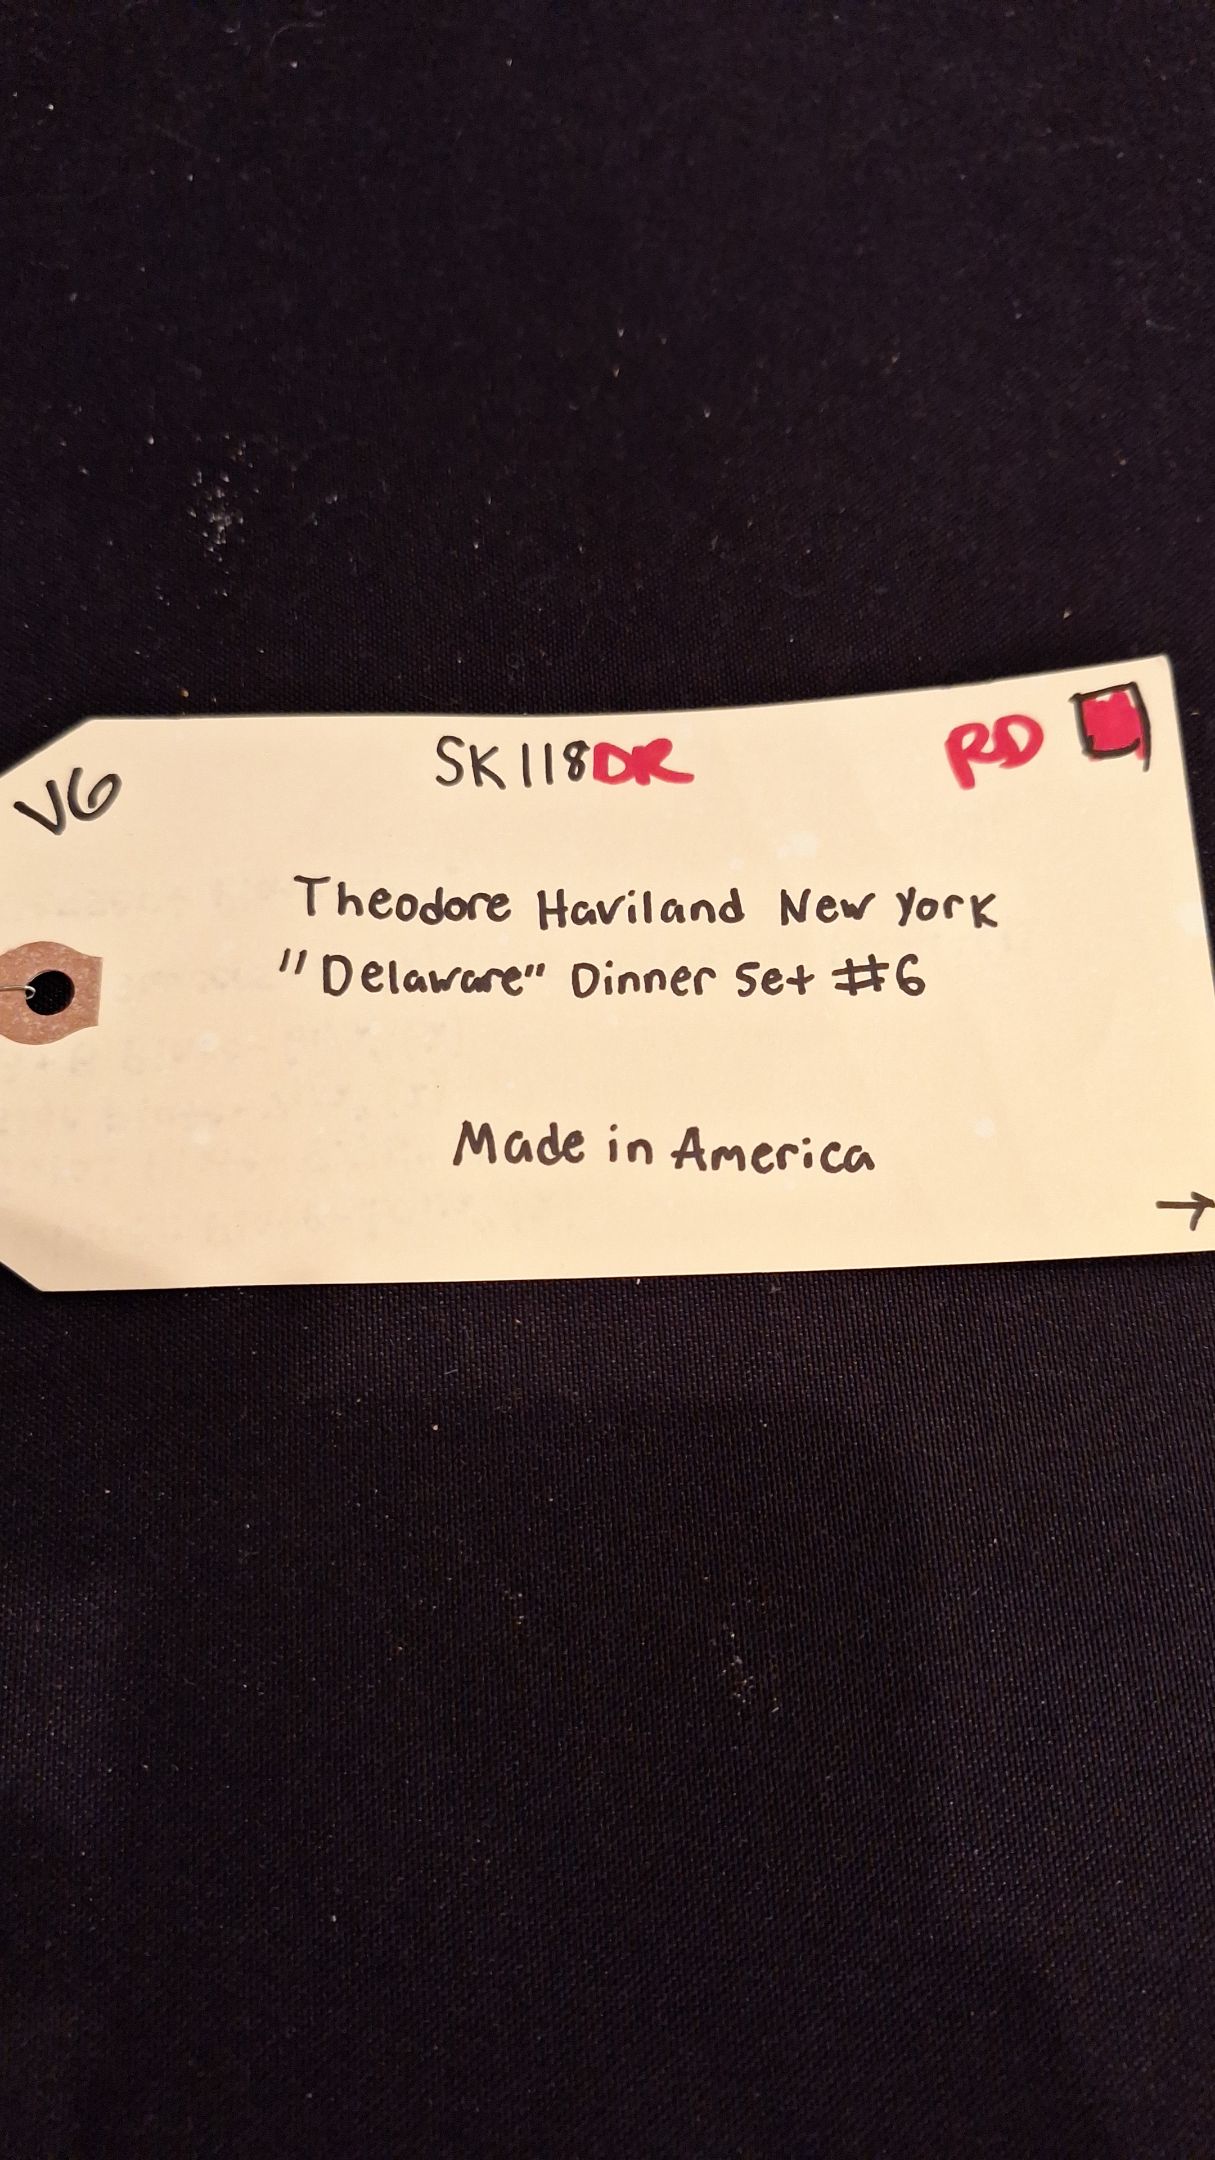 V6
SK118DR
RD
Theodore Haviland New York
"Delaware" Dinner Set #6
Made in America
→